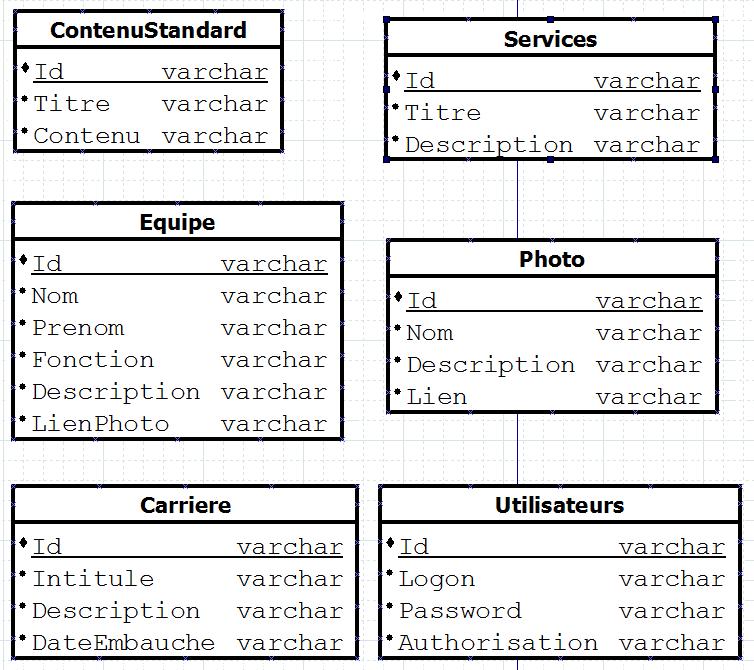 ContenuStandard
Id varchar
Titre varchar
Contenu varchar
Services
Id varchar
Titre varchar
Description varchar
Equipe
Id varchar
Nom varchar
Prenom varchar
Fonction varchar
Description varchar
LienPhoto varchar
Photo
Id varchar
Nom varchar
Description varchar
Lien varchar
Carriere
Id varchar
Intitule varchar
Description varchar
DateEmbauche varchar
Utilisateurs
Id varchar
Logon varchar
Password varchar
Authorisation varchar